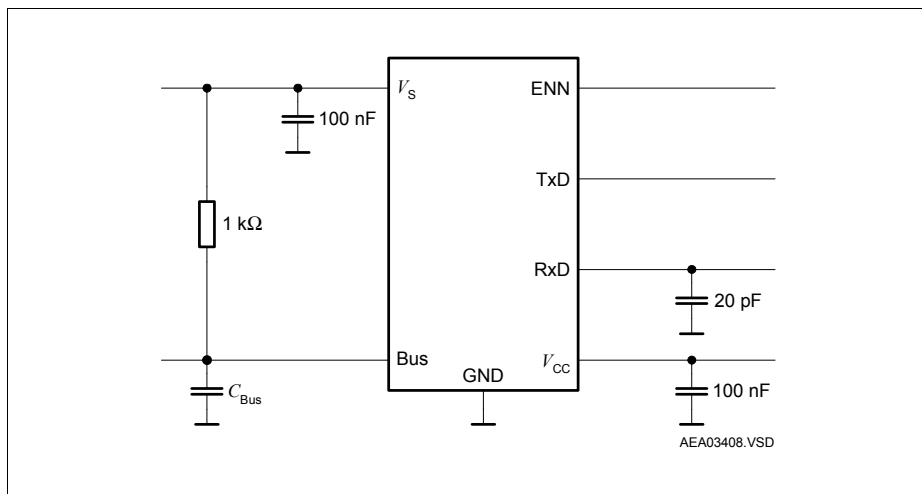 V_S
ENN
100 nF
TxD
1 kΩ
RxD
20 pF
Bus
V_CC
GND
C_Bus
100 nF
AEA03408.VSD